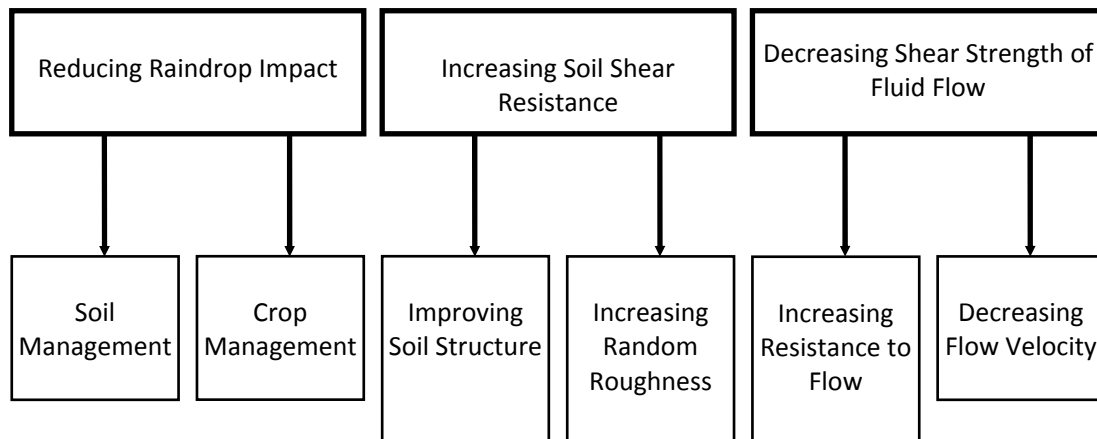 Reducing Raindrop Impact
Increasing Soil Shear
Resistance
Decreasing Shear Strength of
Fluid Flow
Soil
Management
Crop
Management
Improving
Soil Structure
Increasing
Random
Roughness
Increasing
Resistance to
Flow
Decreasing
Flow Velocity